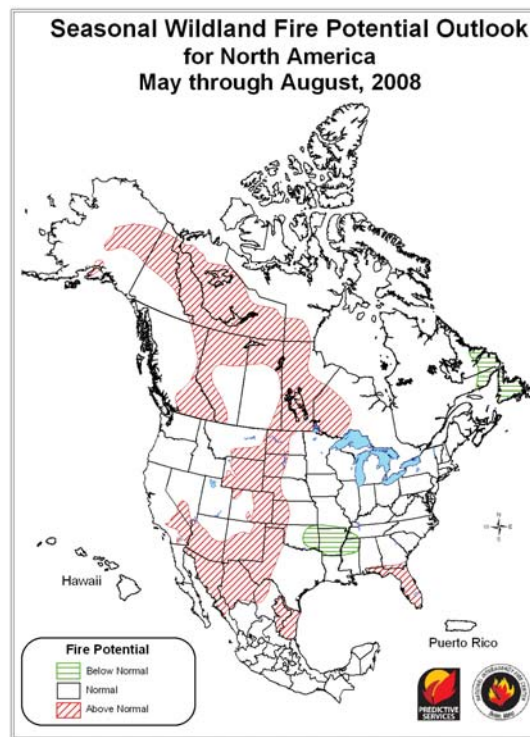 Seasonal Wildland Fire Potential Outlook
for North America
May through August, 2008
Hawaii
Puerto Rico
Fire Potential
Below Normal
Normal
Above Normal
PREDICTIVE
SERVICES